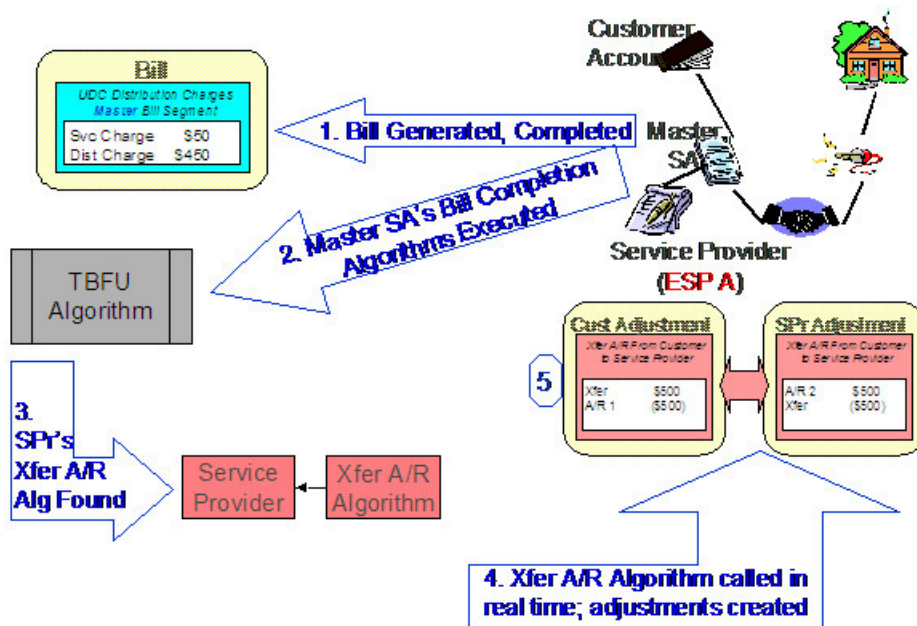 Bill
UDC Distribution Charges
Master Bill Segment
Svc Charge $50
Dist Charge $450
1. Bill Generated, Completed
Customer
Account
Master
SA
2. Master SA's Bill Completion
Algorithms Executed
Service Provider
(ESP A)
TBFU
Algorithm
3.
SPr's
Xfer A/R
Alg Found
Service
Provider
Xfer A/R
Algorithm
5
Cust Adjustment
Xfer A/R From Customer
to Service Provider
Xfer $500
A/R 1 ($500)
SPr Adjustment
Xfer A/R From Customer
to Service Provider
A/R 2 $500
Xfer ($500)
4. Xfer A/R Algorithm called in
real time; adjustments created